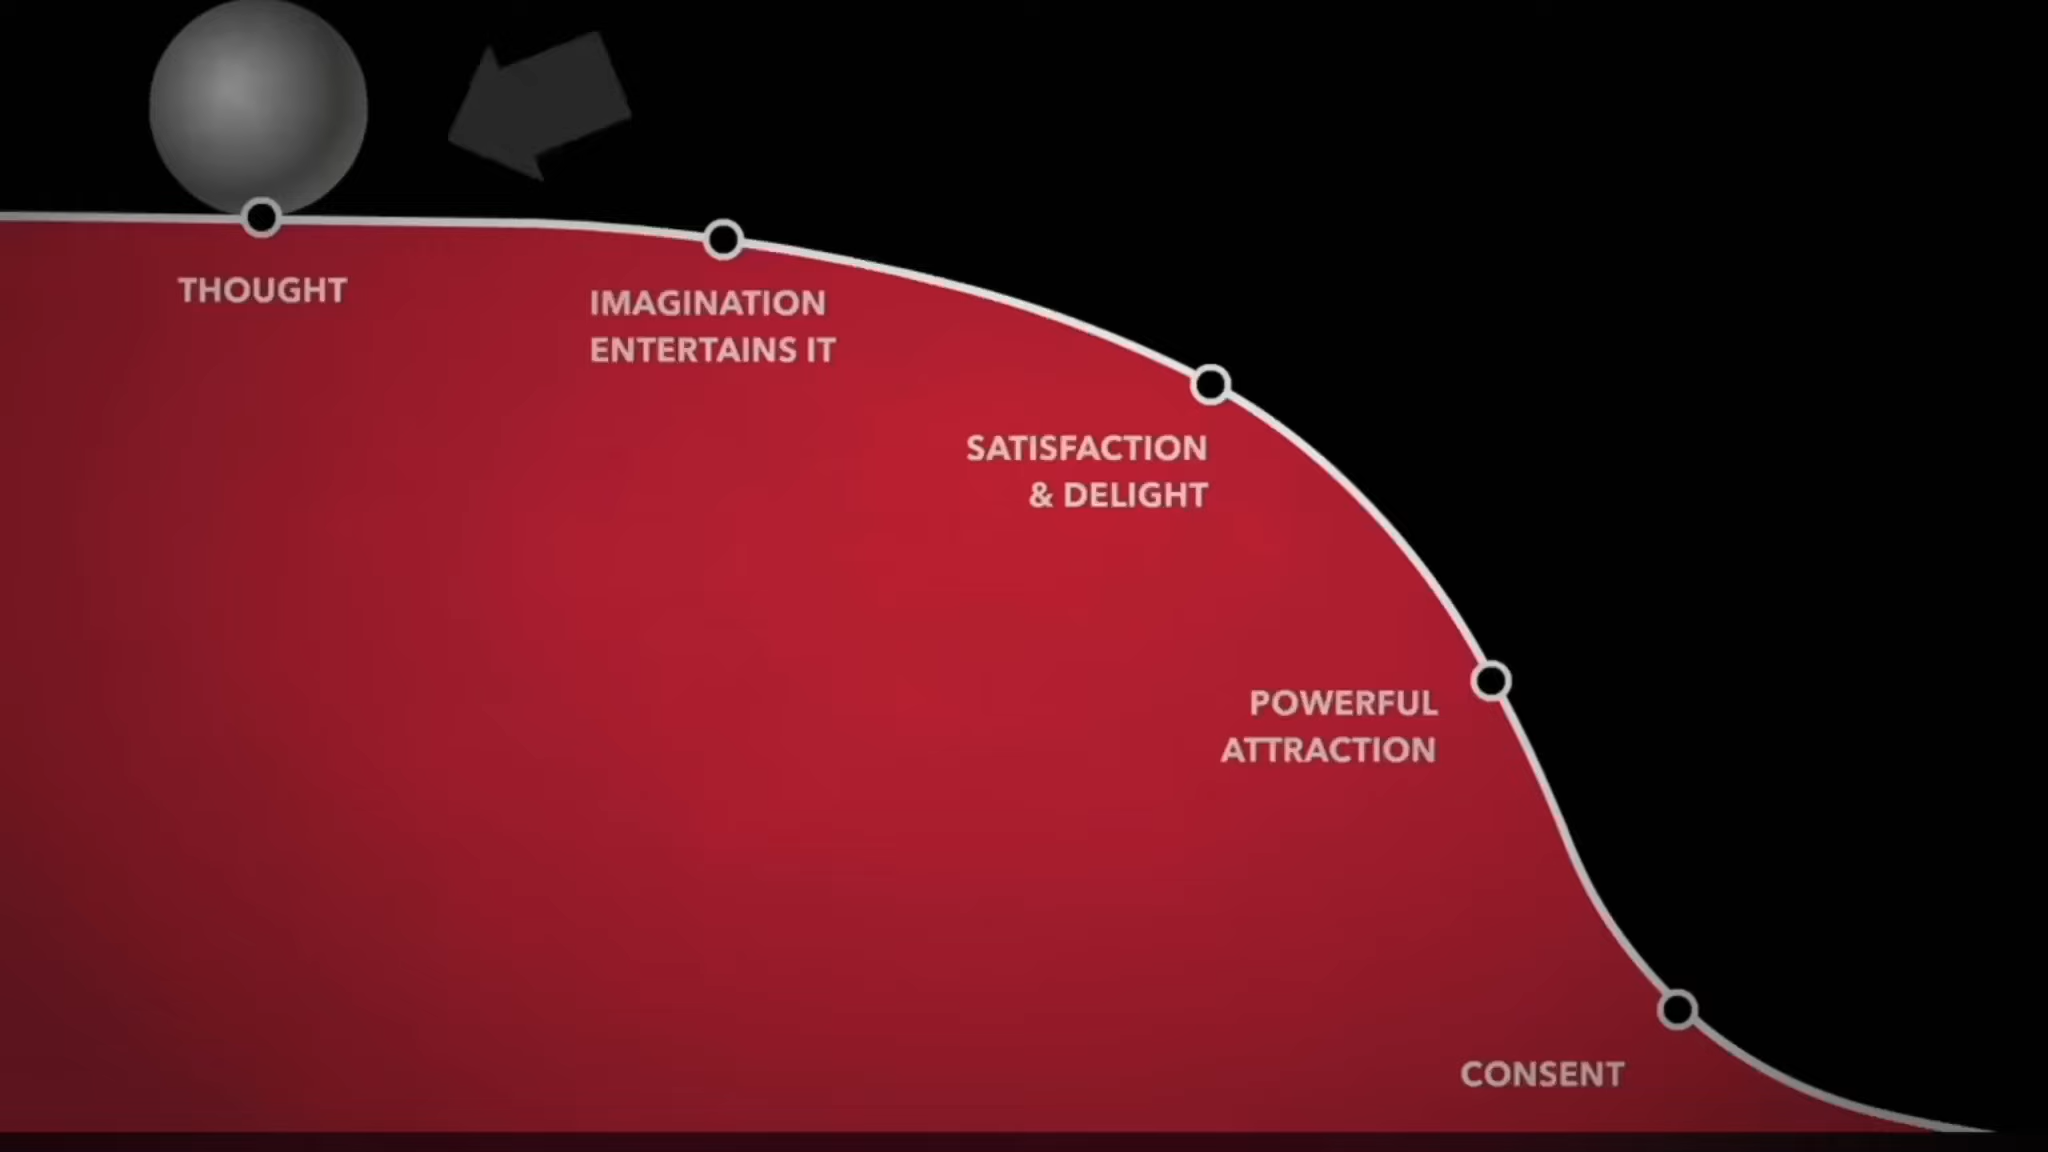 THOUGHT
IMAGINATION
ENTERTAINS IT
SATISFACTION
& DELIGHT
POWERFUL
ATTRACTION
CONSENT